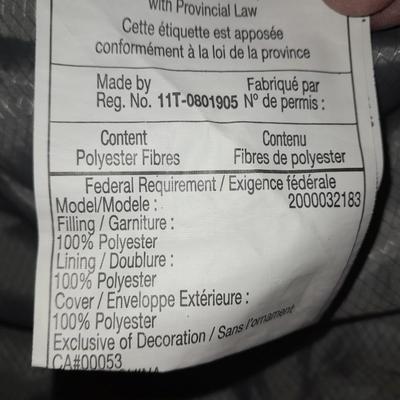 with Provincial Law
Cette étiquette est apposée
conformément à la loi de la province
Made by Fabriqué par
Reg. No. 11T-0801905 Nº de permis :
Content Contenu
Polyester Fibres Fibres de polyester
Federal Requirement / Exigence fédérale
Model/Modele : 2000032183
Filling / Garniture :
100% Polyester
Lining / Doublure :
100% Polyester
Cover / Enveloppe Extérieure :
100% Polyester
Exclusive of Decoration / Sans l'ornament
CA#00053